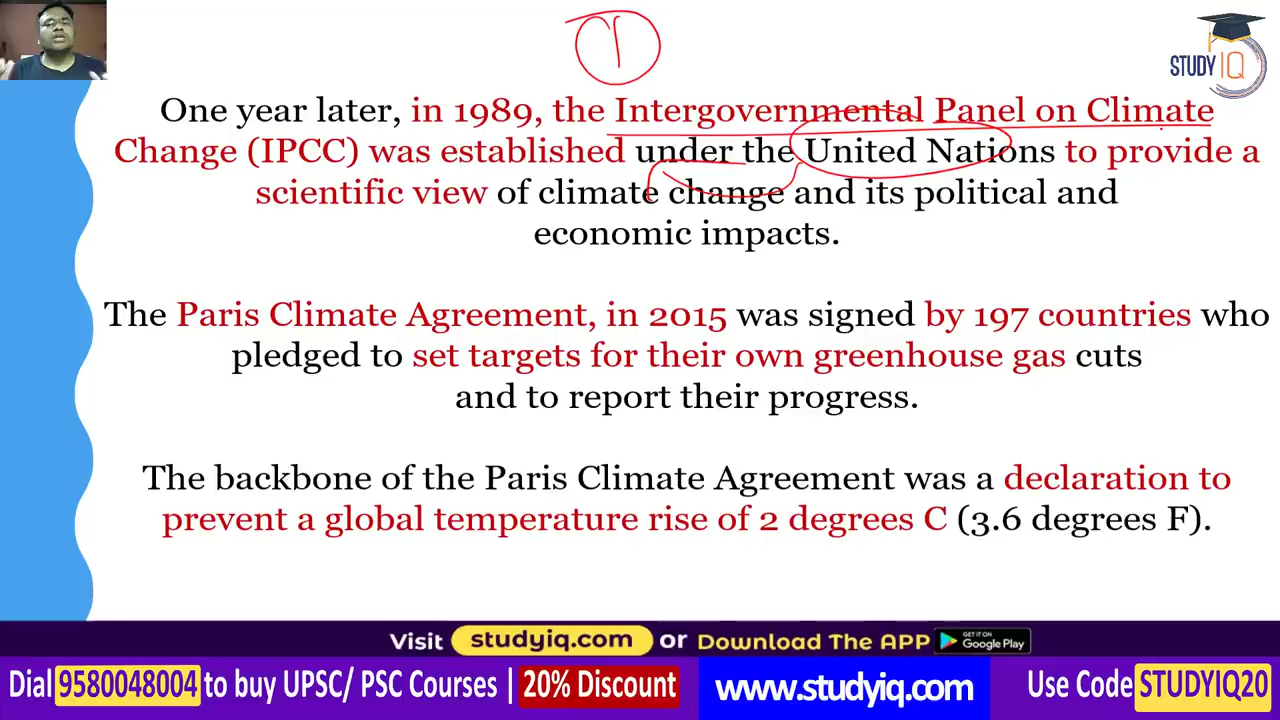 STUDY IQ
One year later, in 1989, the Intergovernmental Panel on Climate
Change (IPCC) was established under the United Nations to provide a
scientific view of climate change and its political and
economic impacts.
The Paris Climate Agreement, in 2015 was signed by 197 countries who
pledged to set targets for their own greenhouse gas cuts
and to report their progress.
The backbone of the Paris Climate Agreement was a declaration to
prevent a global temperature rise of 2 degrees C (3.6 degrees F).
Visit studyiq.com or Download The APP GET IT ON Google Play
Dial 9580048004 to buy UPSC/ PSC Courses | 20% Discount www.studyiq.com Use Code STUDYIQ20